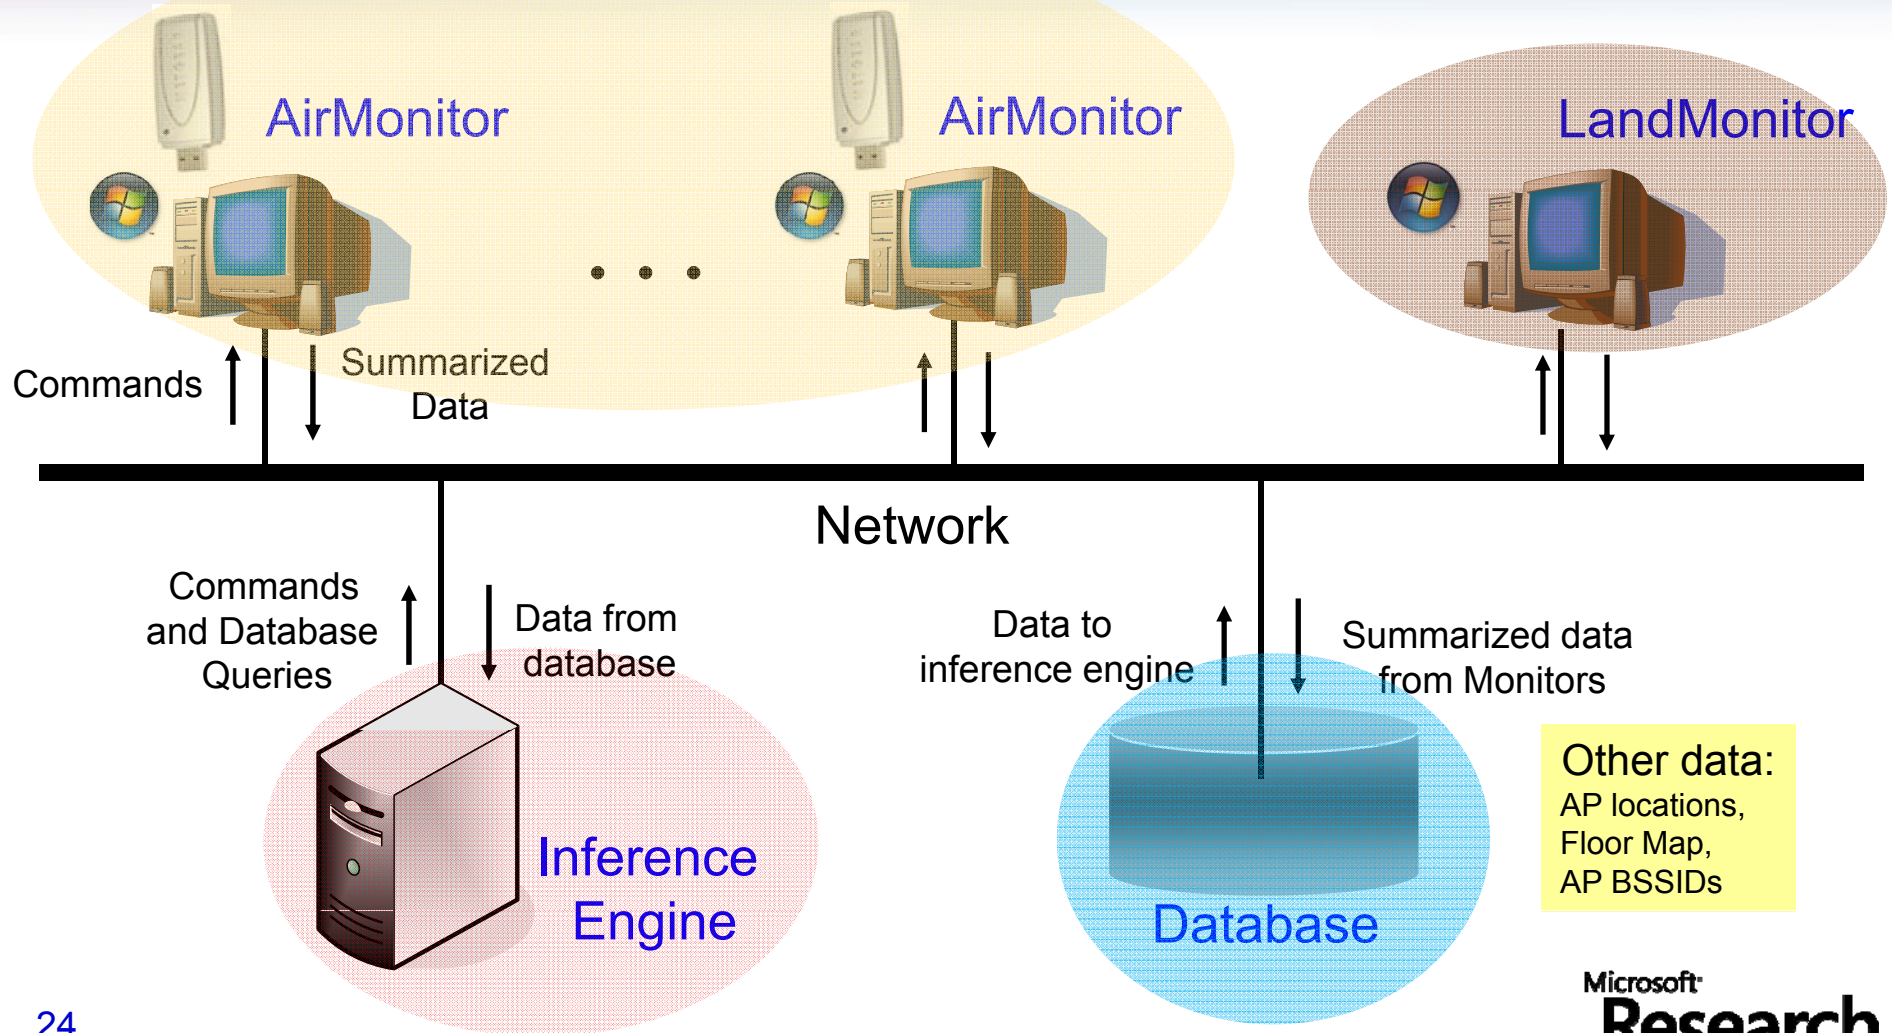 AirMonitor
AirMonitor
LandMonitor
. . .
Commands
Summarized
Data
Network
Commands
and Database
Queries
Data from
database
Data to
inference engine
Summarized data
from Monitors
Other data:
AP locations,
Floor Map,
AP BSSIDs
Inference
Engine
Database
Microsoft
Research
24